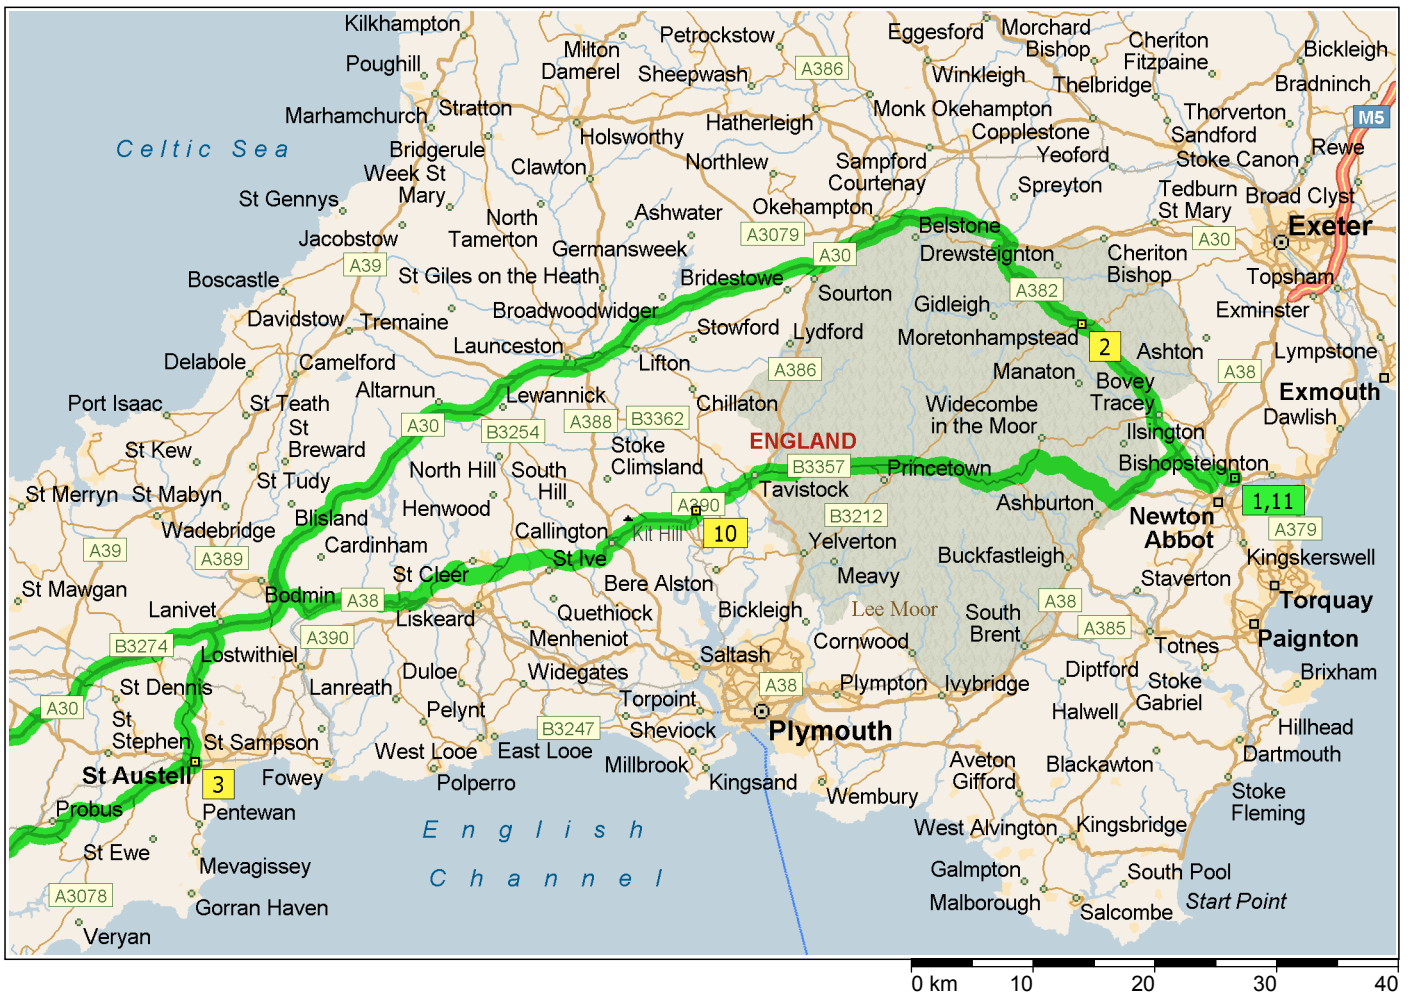 Kilkhampton
Petrockstow
Eggesford
Morchard
Bishop
Cheriton
Fitzpaine
Bickleigh
Milton
Damerel
Poughill
Sheepwash
A386
Winkleigh
Thelbridge
Bradninch
Marhamchurch
Stratton
Hatherleigh
Monk Okehampton
Thorverton
M5
Celtic Sea
Bridgerule
Holsworthy
Copplestone
Sandford
Rewe
Week St
Mary
Clawton
Northlew
Sampford
Courtenay
Yeoford
Stoke Canon
St Gennys
Spreyton
Tedburn
St Mary
Broad Clyst
North
Tamerton
Ashwater
Okehampton
Belstone
Exeter
Jacobstow
A3079
A30
A30
Germansweek
Drewsteignton
Cheriton
Bishop
A39
St Giles on the Heath
Bridestowe
Topsham
Boscastle
Sourton
A382
Gidleigh
Exminster
Broadwoodwidger
Davidstow
Tremaine
Stowford
Lydford
Moretonhampstead
2
Ashton
Lympstone
Launceston
Lifton
Delabole
Camelford
A386
Manaton
A38
Exmouth
Altarnun
Lewannick
Chillaton
Bovey
Tracey
Port Isaac
St Teath
A30
B3254
A388
B3362
Widecombe
in the Moor
Dawlish
St
Breward
ENGLAND
Ilsington
St Kew
Stoke
Climsland
B3357
Princetown
Bishopsteignton
North Hill
South
Hill
St Tudy
Tavistock
St Merryn
St Mabyn
A390
Ashburton
1,11
Henwood
B3212
Newton
Abbot
Wadebridge
Blisland
Callington
Kit Hill
10
A379
Cardinham
Yelverton
A39
A389
St Ive
Buckfastleigh
Kingskerswell
St Cleer
Bere Alston
Meavy
Staverton
St Mawgan
Bodmin
A38
Lanivet
Liskeard
Quethiock
Bickleigh
Lee Moor
South
Brent
A38
Torquay
B3274
A390
Menheniot
Cornwood
A385
Paignton
Lostwithiel
Saltash
Totnes
Duloe
Widegates
A38
Plympton
Ivybridge
Diptford
Brixham
St Dennis
Lanreath
Stoke
Gabriel
A30
Pelynt
Torpoint
Halwell
St
Stephen
St Sampson
B3247
Sheviock
Plymouth
Hillhead
West Looe
East Looe
Aveton
Gifford
Blackawton
Dartmouth
St Austell
3
Fowey
Millbrook
Polperro
Kingsand
Wembury
Stoke
Fleming
Probus
Pentewan
English
West Alvington
Kingsbridge
St Ewe
Mevagissey
Channel
Galmpton
South Pool
A3078
Malborough
Salcombe
Start Point
Gorran Haven
Veryan
0 km 10 20 30 40